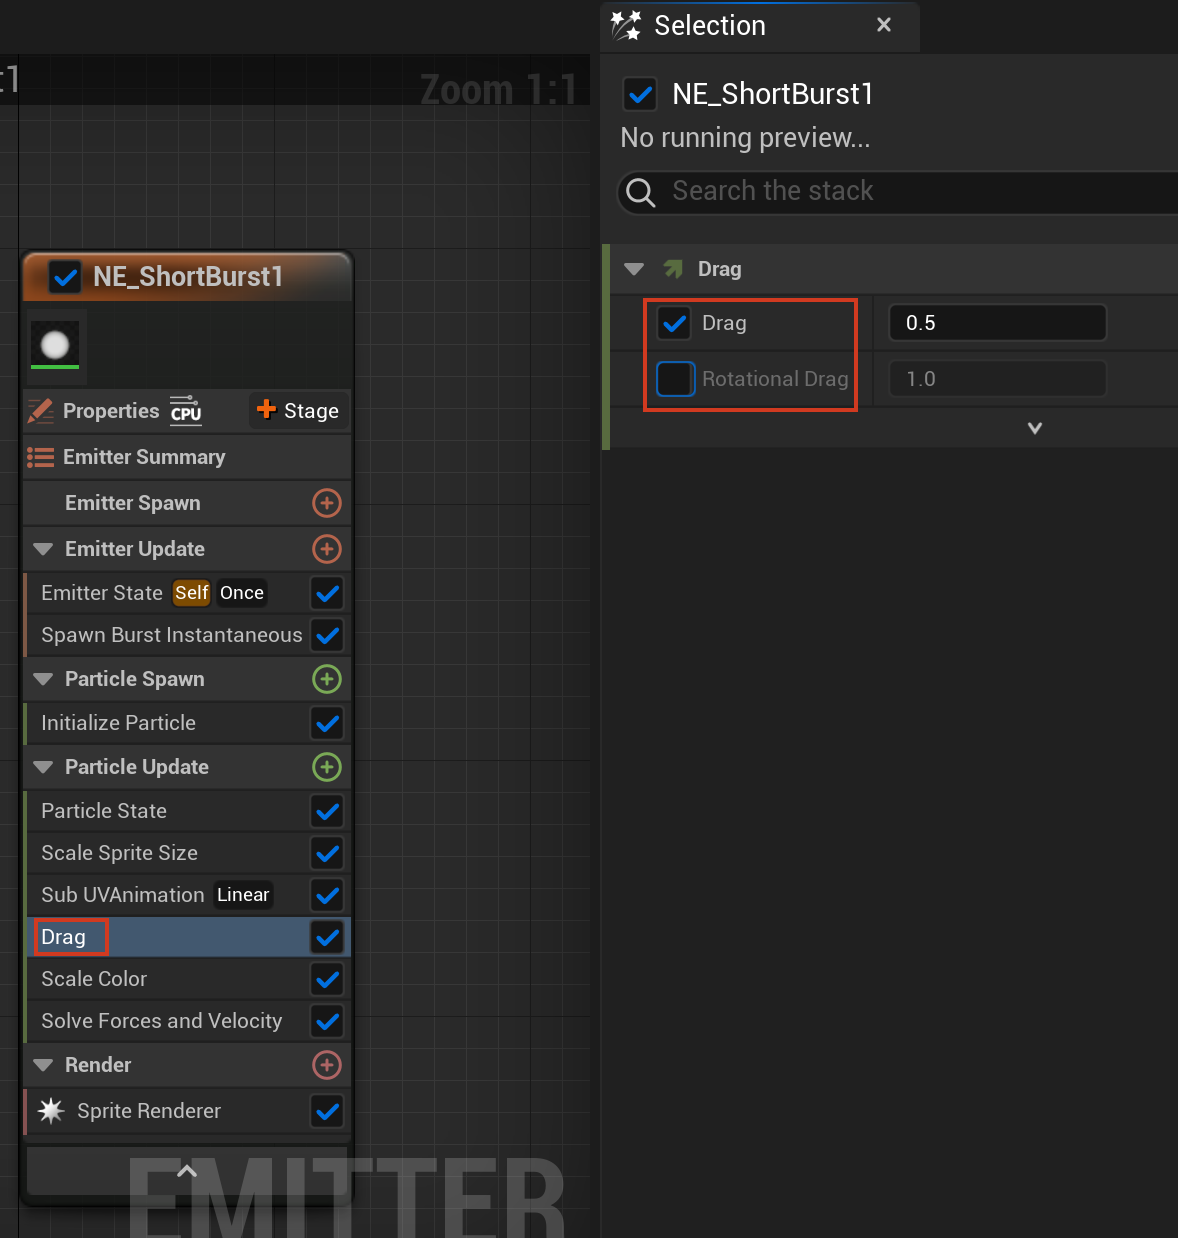 t1
Zoom 1:1
NE_ShortBurst1
Properties CPU Stage
Emitter Summary
Emitter Spawn
Emitter Update
Emitter State Self Once
Spawn Burst Instantaneous
Particle Spawn
Initialize Particle
Particle Update
Particle State
Scale Sprite Size
Sub UVAnimation Linear
Drag
Scale Color
Solve Forces and Velocity
Render
Sprite Renderer
EMITTER
Selection
NE_ShortBurst1
No running preview...
Search the stack
Drag
Drag 0.5
Rotational Drag 1.0